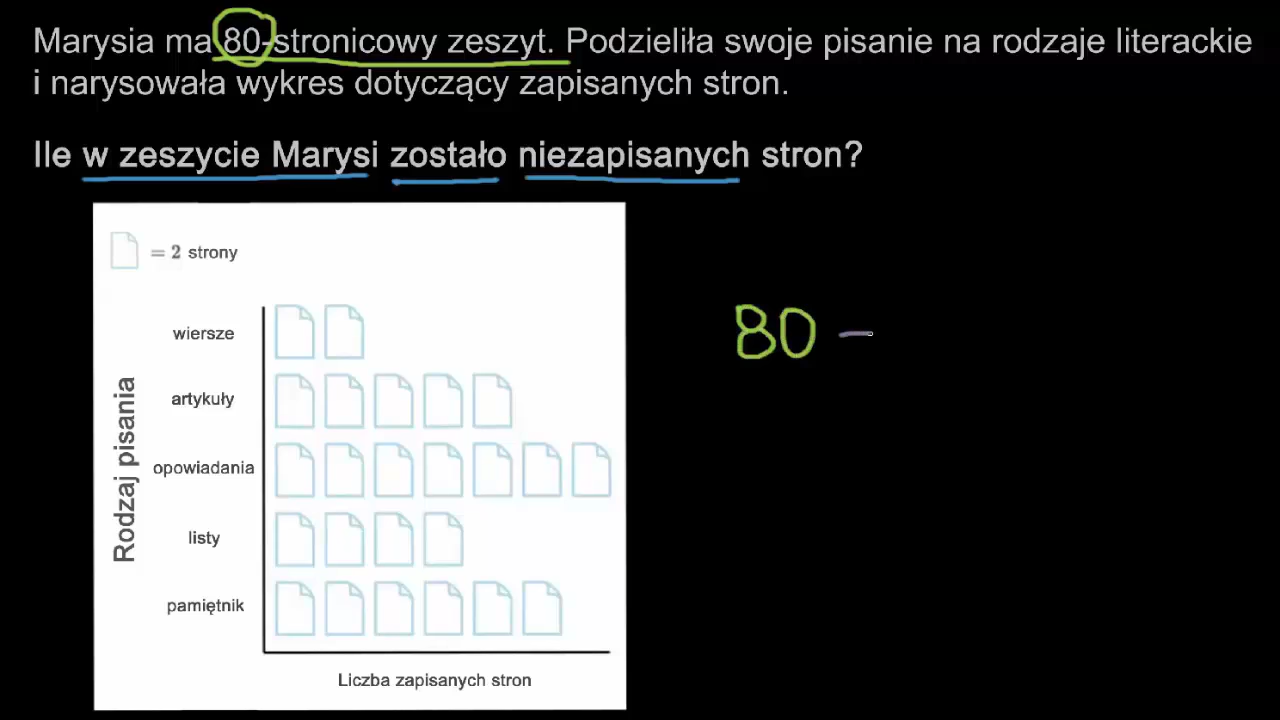 Marysia ma 80-stronicowy zeszyt. Podzieliła swoje pisanie na rodzaje literackie
i narysowała wykres dotyczący zapisanych stron.
Ile w zeszycie Marysi zostało niezapisanych stron?
= 2 strony
80 -
Rodzaj pisania
wiersze
artykuły
opowiadania
listy
pamiętnik
Liczba zapisanych stron